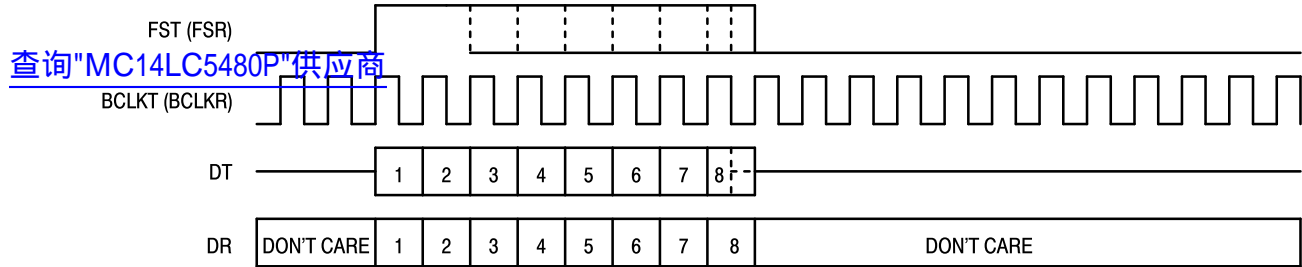 FST (FSR)
查询"MC14LC5480P"供应商
BCLKT (BCLKR)
DT 1 2 3 4 5 6 7 8
DR DON'T CARE 1 2 3 4 5 6 7 8 DON'T CARE